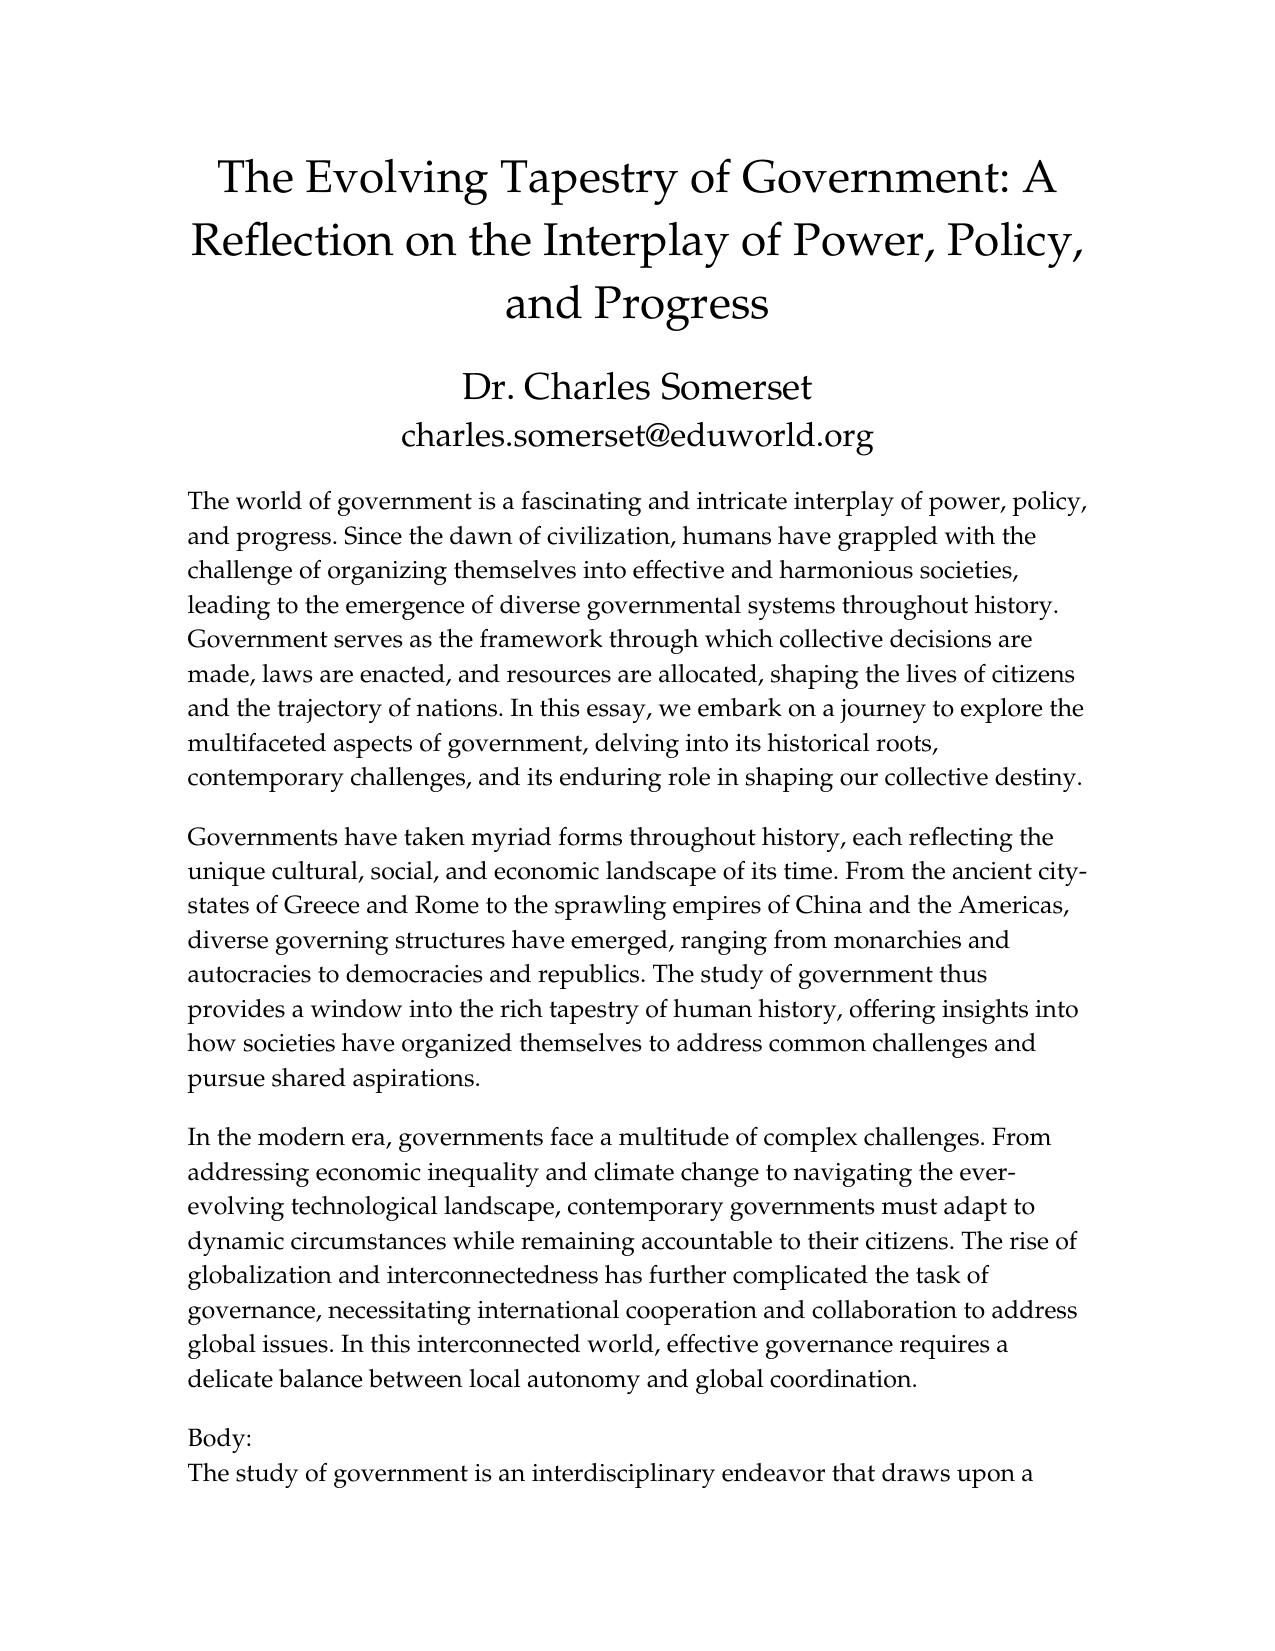 The Evolving Tapestry of Government: A
Reflection on the Interplay of Power, Policy,
and Progress
Dr. Charles Somerset
charles.somerset@eduworld.org
The world of government is a fascinating and intricate interplay of power, policy,
and progress. Since the dawn of civilization, humans have grappled with the
challenge of organizing themselves into effective and harmonious societies,
leading to the emergence of diverse governmental systems throughout history.
Government serves as the framework through which collective decisions are
made, laws are enacted, and resources are allocated, shaping the lives of citizens
and the trajectory of nations. In this essay, we embark on a journey to explore the
multifaceted aspects of government, delving into its historical roots,
contemporary challenges, and its enduring role in shaping our collective destiny.
Governments have taken myriad forms throughout history, each reflecting the
unique cultural, social, and economic landscape of its time. From the ancient city-
states of Greece and Rome to the sprawling empires of China and the Americas,
diverse governing structures have emerged, ranging from monarchies and
autocracies to democracies and republics. The study of government thus
provides a window into the rich tapestry of human history, offering insights into
how societies have organized themselves to address common challenges and
pursue shared aspirations.
In the modern era, governments face a multitude of complex challenges. From
addressing economic inequality and climate change to navigating the ever-
evolving technological landscape, contemporary governments must adapt to
dynamic circumstances while remaining accountable to their citizens. The rise of
globalization and interconnectedness has further complicated the task of
governance, necessitating international cooperation and collaboration to address
global issues. In this interconnected world, effective governance requires a
delicate balance between local autonomy and global coordination.
Body:
The study of government is an interdisciplinary endeavor that draws upon a